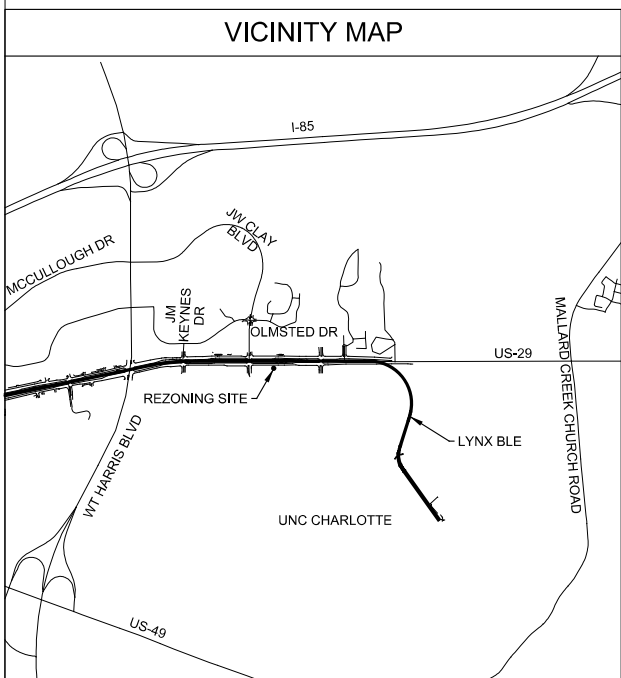 VICINITY MAP
I-85
JW CLAY
BLVD
MCCULLOUGH DR
JM
KEYNES
DR
OLMSTED DR
MALLARD CREEK CHURCH ROAD
US-29
REZONING SITE
LYNX BLE
WT HARRIS BLVD
UNC CHARLOTTE
US-49